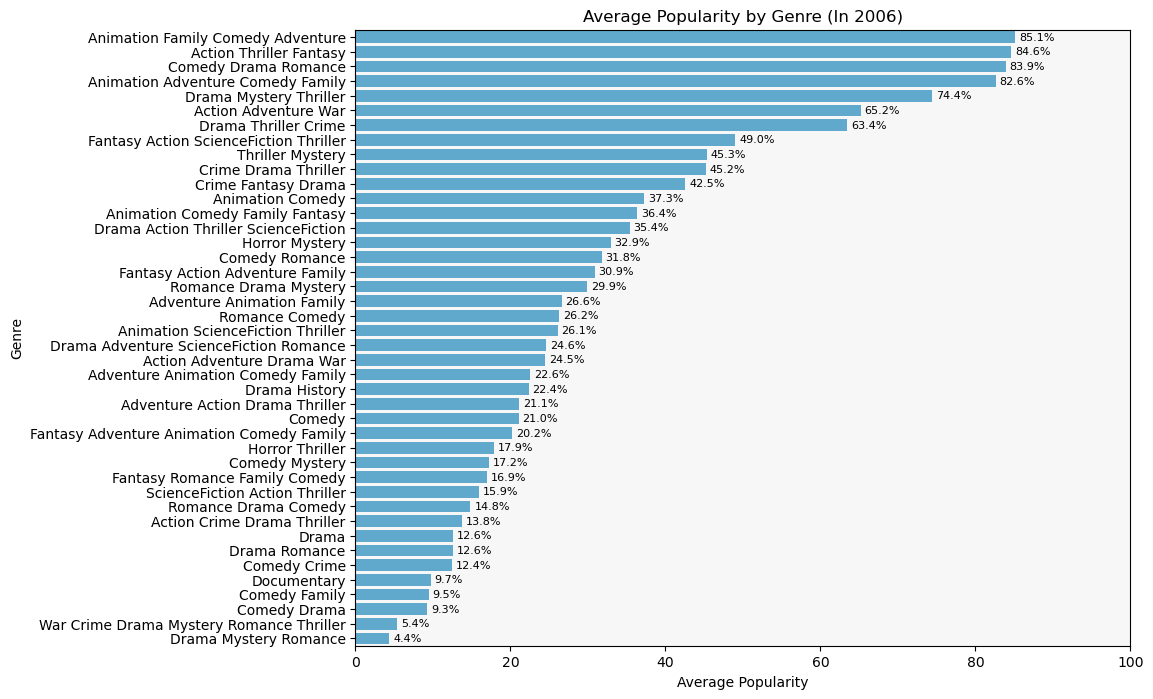 Average Popularity by Genre (In 2006)
Animation Family Comedy Adventure 85.1%
Action Thriller Fantasy 84.6%
Comedy Drama Romance 83.9%
Animation Adventure Comedy Family 82.6%
Drama Mystery Thriller 74.4%
Action Adventure War 65.2%
Drama Thriller Crime 63.4%
Fantasy Action ScienceFiction Thriller 49.0%
Thriller Mystery 45.3%
Crime Drama Thriller 45.2%
Crime Fantasy Drama 42.5%
Animation Comedy 37.3%
Animation Comedy Family Fantasy 36.4%
Drama Action Thriller ScienceFiction 35.4%
Horror Mystery 32.9%
Comedy Romance 31.8%
Fantasy Action Adventure Family 30.9%
Romance Drama Mystery 29.9%
Adventure Animation Family 26.6%
Romance Comedy 26.2%
Animation ScienceFiction Thriller 26.1%
Drama Adventure ScienceFiction Romance 24.6%
Action Adventure Drama War 24.5%
Adventure Animation Comedy Family 22.6%
Drama History 22.4%
Adventure Action Drama Thriller 21.1%
Comedy 21.0%
Fantasy Adventure Animation Comedy Family 20.2%
Horror Thriller 17.9%
Comedy Mystery 17.2%
Fantasy Romance Family Comedy 16.9%
ScienceFiction Action Thriller 15.9%
Romance Drama Comedy 14.8%
Action Crime Drama Thriller 13.8%
Drama 12.6%
Drama Romance 12.6%
Comedy Crime 12.4%
Documentary 9.7%
Comedy Family 9.5%
Comedy Drama 9.3%
War Crime Drama Mystery Romance Thriller 5.4%
Drama Mystery Romance 4.4%
Genre
0 20 40 60 80 100
Average Popularity